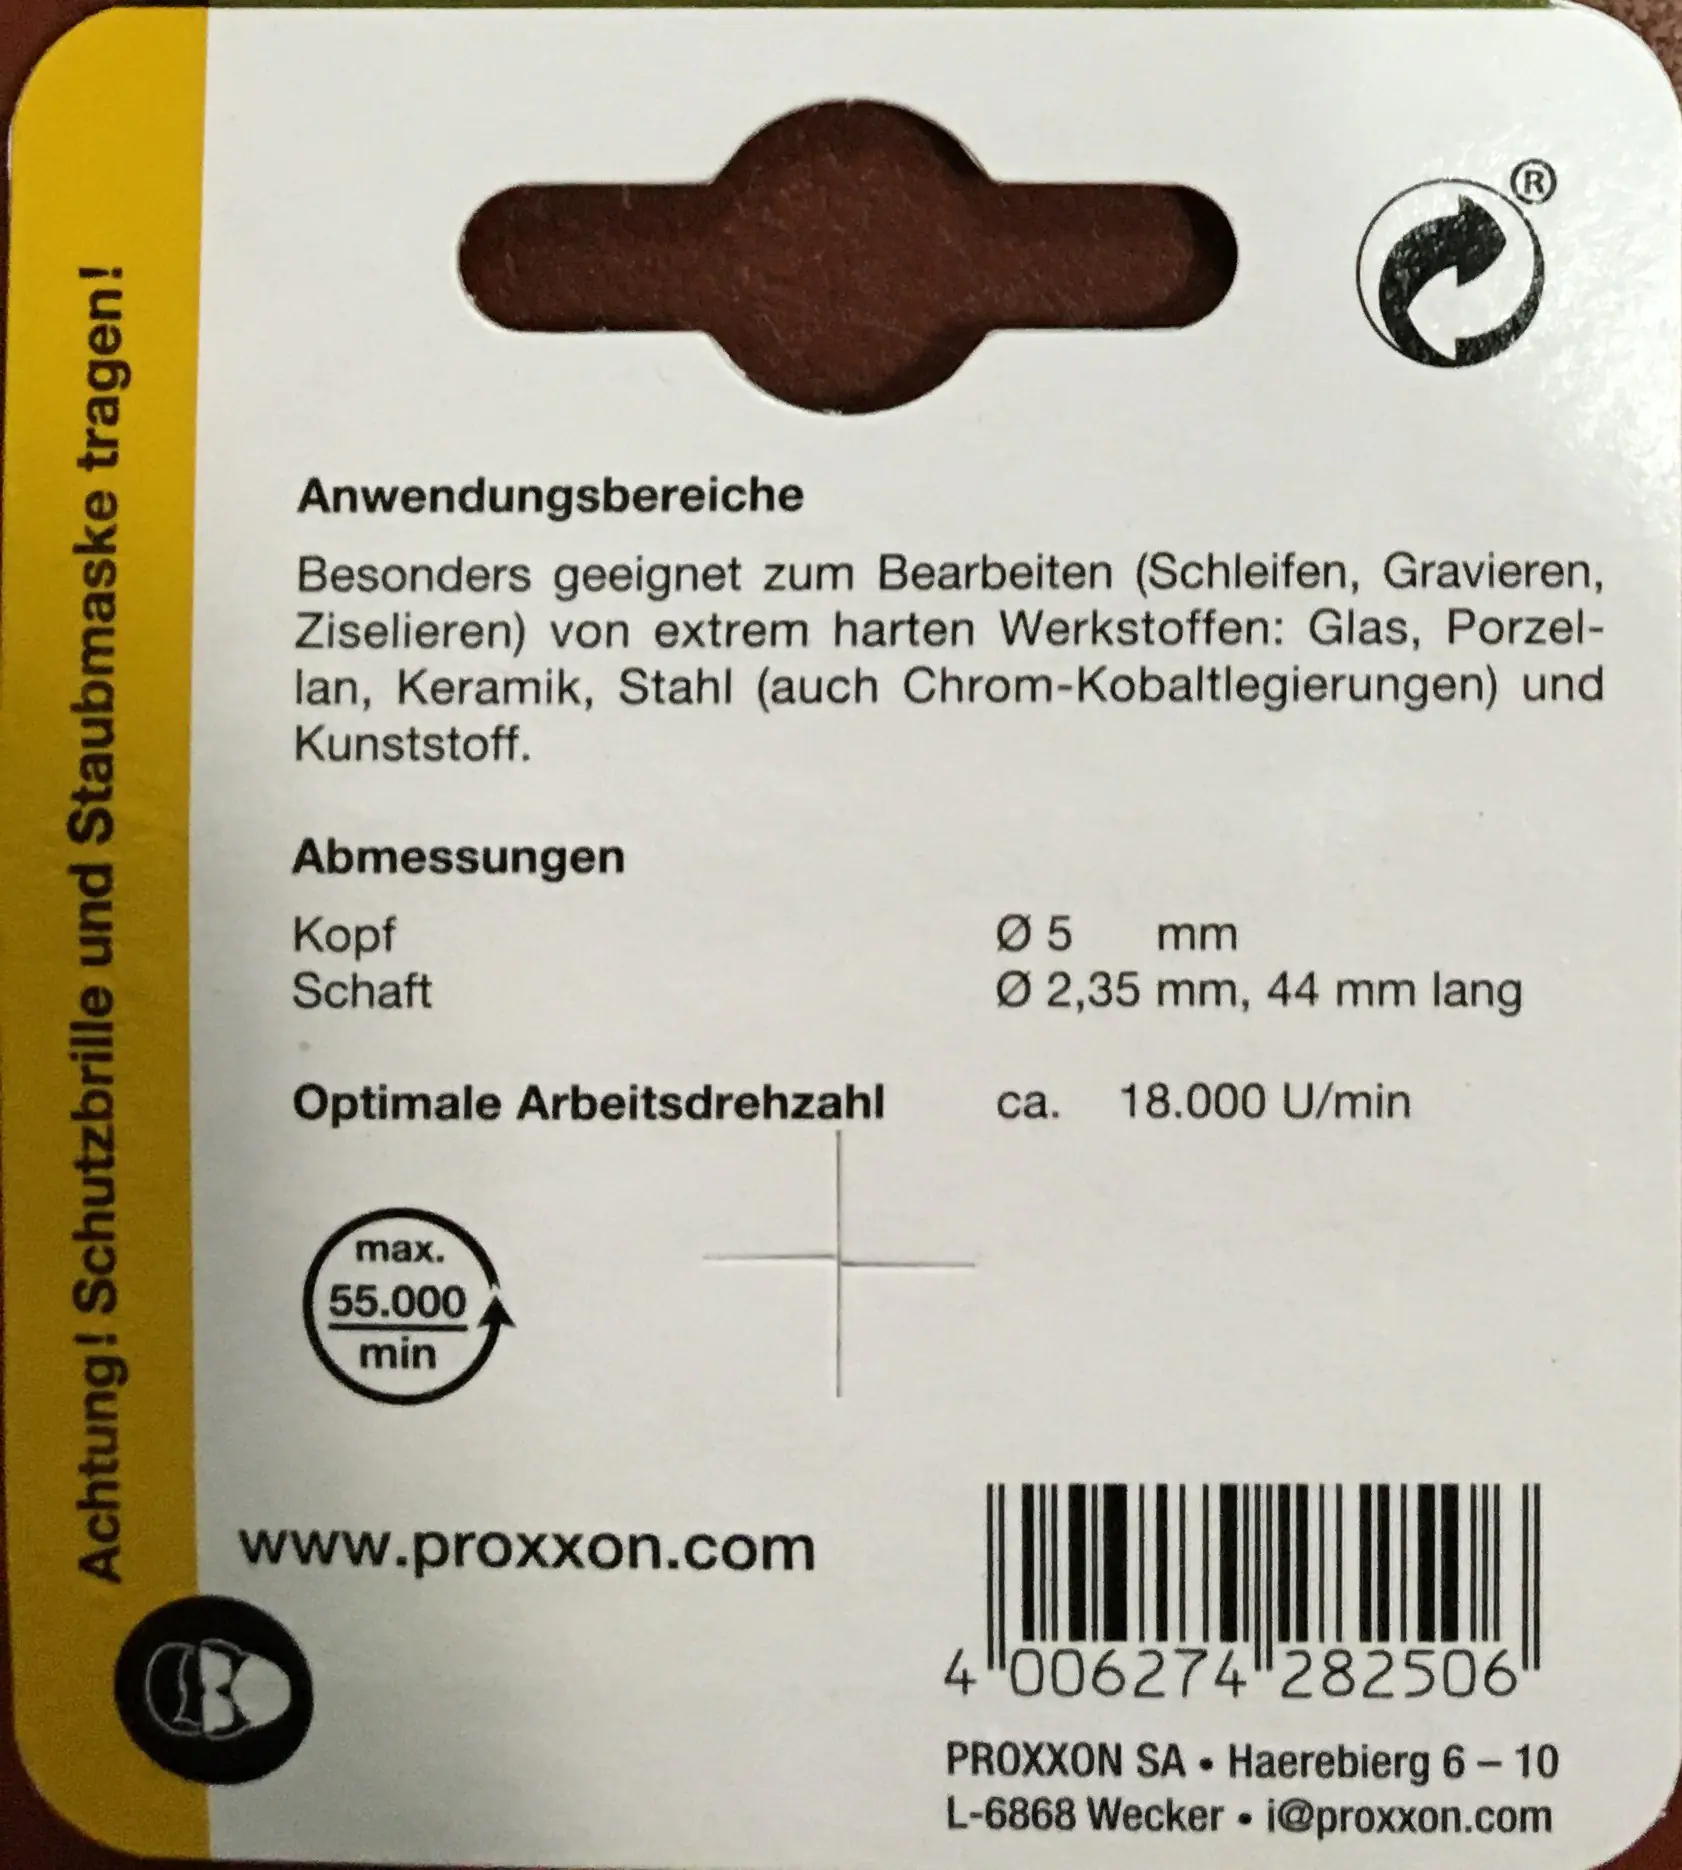 Achtung! Schutzbrille und Staubmaske tragen!
®
Anwendungsbereiche
Besonders geeignet zum Bearbeiten (Schleifen, Gravieren,
Ziselieren) von extrem harten Werkstoffen: Glas, Porzel-
lan, Keramik, Stahl (auch Chrom-Kobaltlegierungen) und
Kunststoff.
Abmessungen
Kopf Ø 5 mm
Schaft Ø 2,35 mm, 44 mm lang
Optimale Arbeitsdrehzahl ca. 18.000 U/min
max.
55.000
min
www.proxxon.com
4 006274 282506
PROXXON SA • Haerebierg 6 – 10
L-6868 Wecker • i@proxxon.com